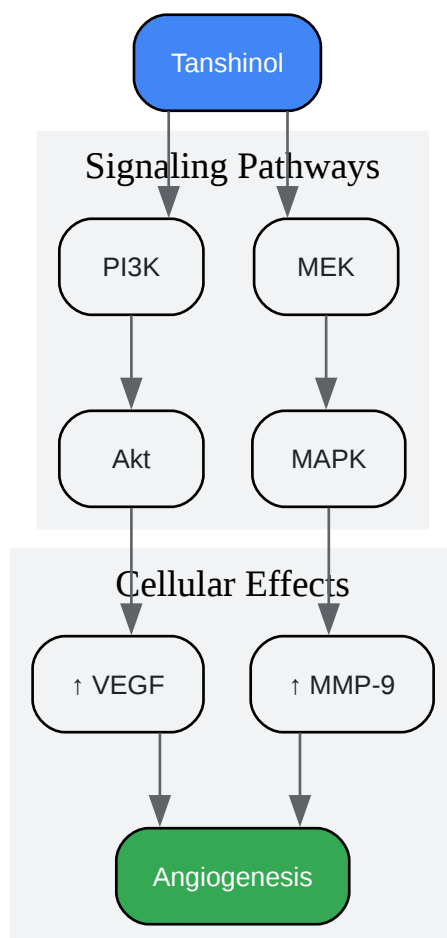 Tanshinol
Signaling Pathways
PI3K
MEK
Akt
MAPK
Cellular Effects
↑ VEGF
↑ MMP-9
Angiogenesis